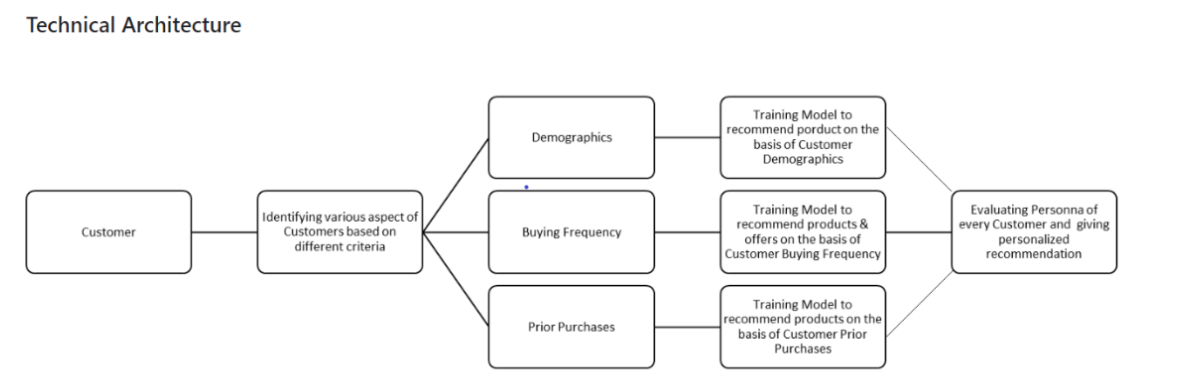 Technical Architecture
Customer
Identifying various aspect of
Customers based on
different criteria
Demographics
Buying Frequency
Prior Purchases
Training Model to
recommend porduct on the
basis of Customer
Demographics
Training Model to
recommend products &
offers on the basis of
Customer Buying Frequency
Training Model to
recommend products on the
basis of Customer Prior
Purchases
Evaluating Personna of
every Customer and giving
personalized
recommendation